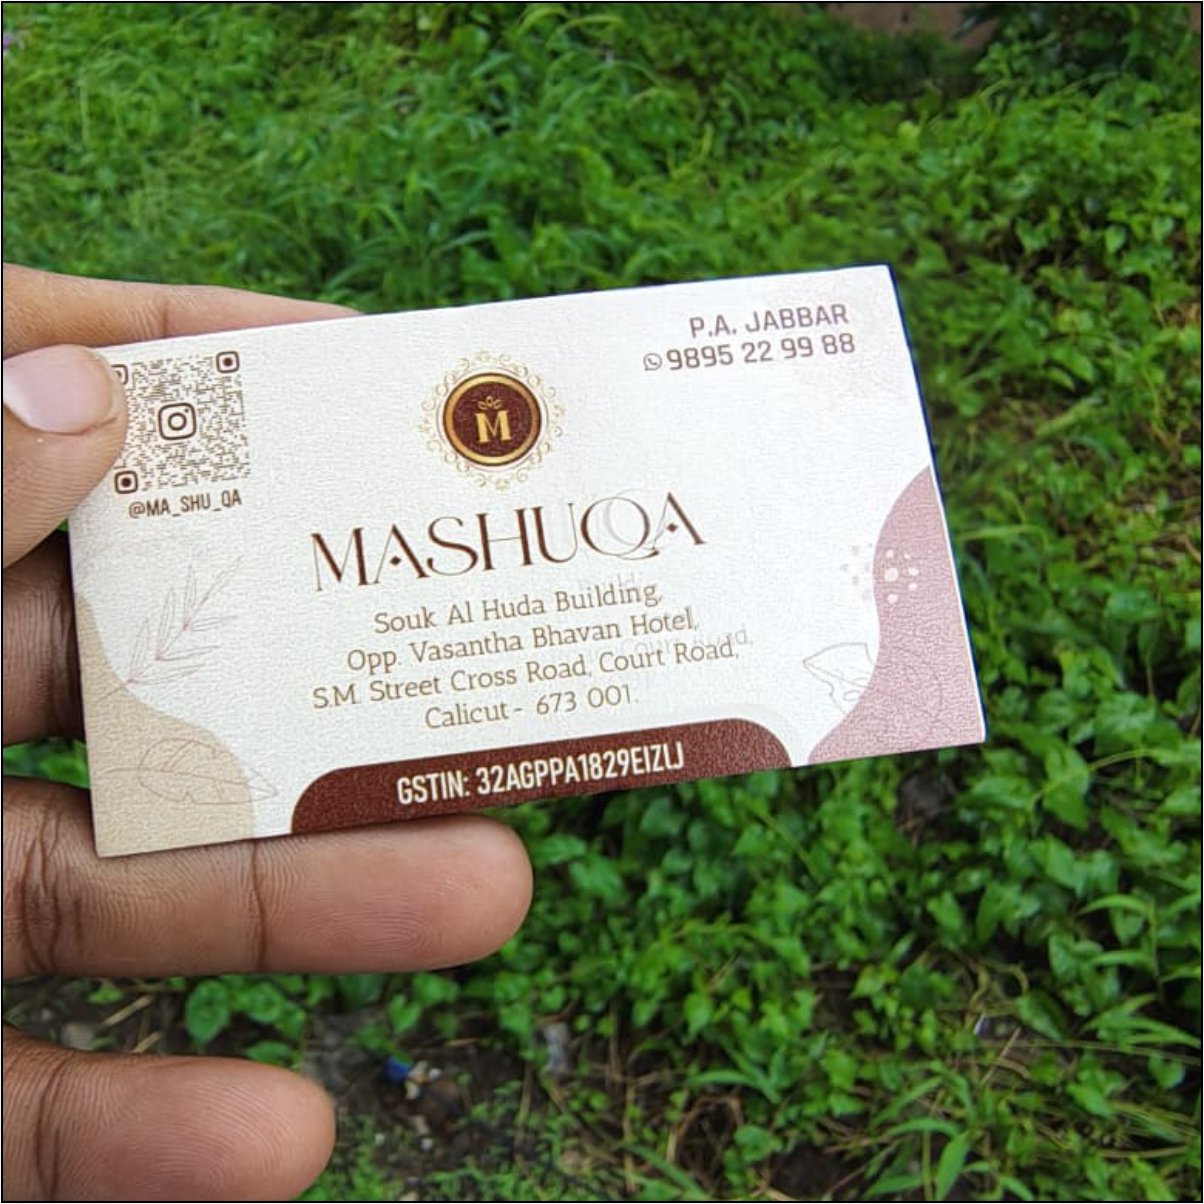 P.A. JABBAR
9895 22 99 88
@MA_SHU_QA
M
MASHUQA
Souk Al Huda Building,
Opp. Vasantha Bhavan Hotel,
S.M. Street Cross Road, Court Road,
Calicut - 673 001.
GSTIN: 32AGPPA1829EIZLJ